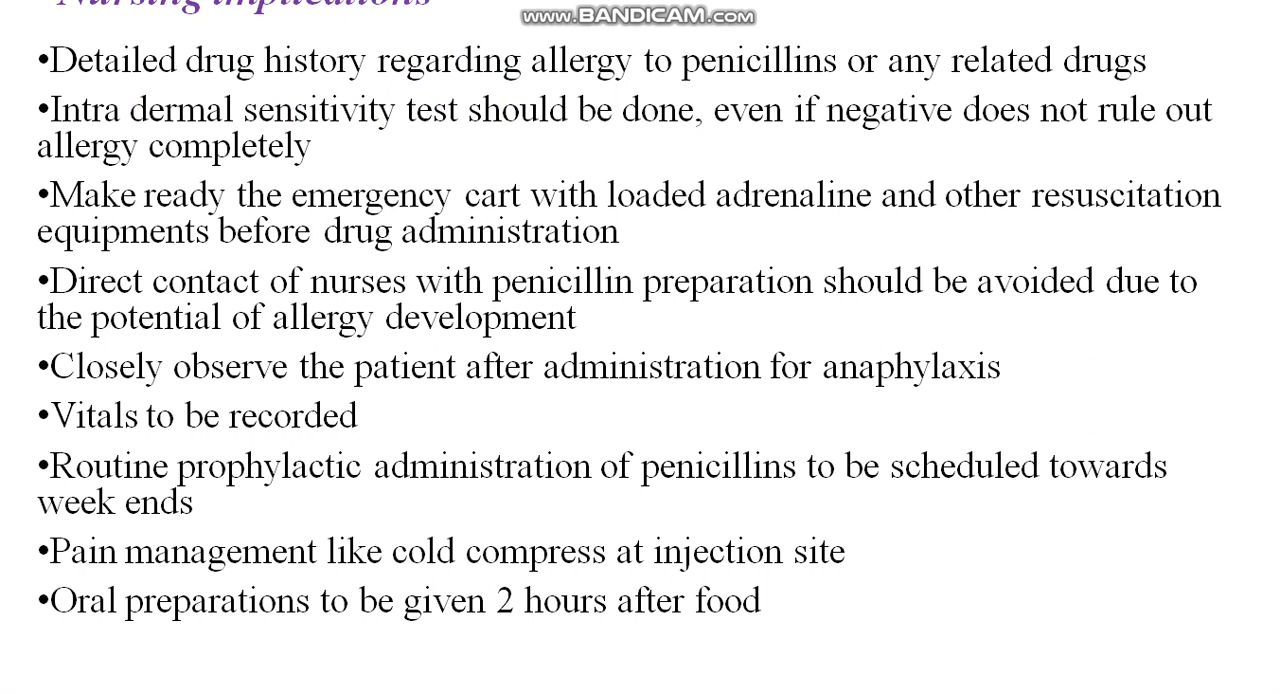 Nursing implications
www.BANDICAM.com
•Detailed drug history regarding allergy to penicillins or any related drugs
•Intra dermal sensitivity test should be done, even if negative does not rule out
allergy completely
•Make ready the emergency cart with loaded adrenaline and other resuscitation
equipments before drug administration
•Direct contact of nurses with penicillin preparation should be avoided due to
the potential of allergy development
•Closely observe the patient after administration for anaphylaxis
•Vitals to be recorded
•Routine prophylactic administration of penicillins to be scheduled towards
week ends
•Pain management like cold compress at injection site
•Oral preparations to be given 2 hours after food